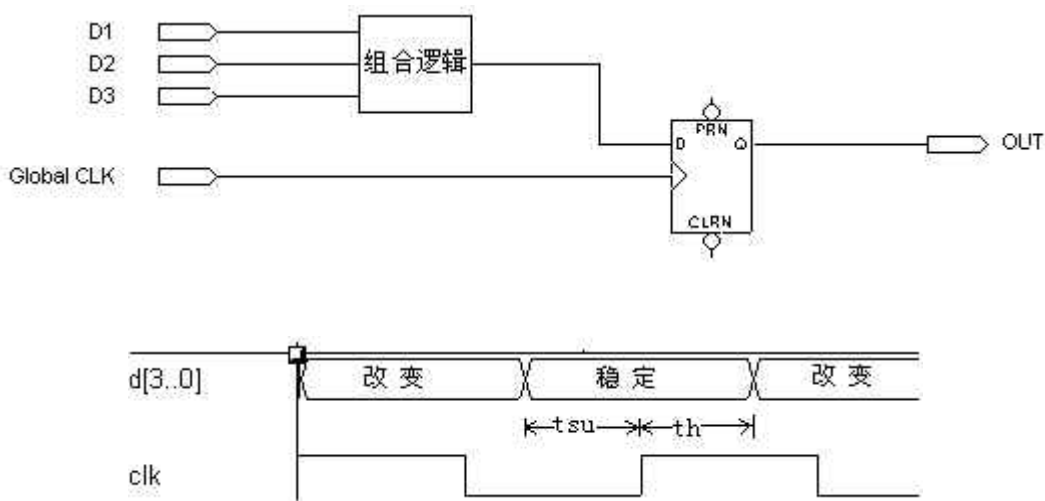 D1
D2
D3
组合逻辑
Global CLK
PRN
D Q
CLRN
OUT
d[3..0]
改变
稳定
改变
tsu
th
clk